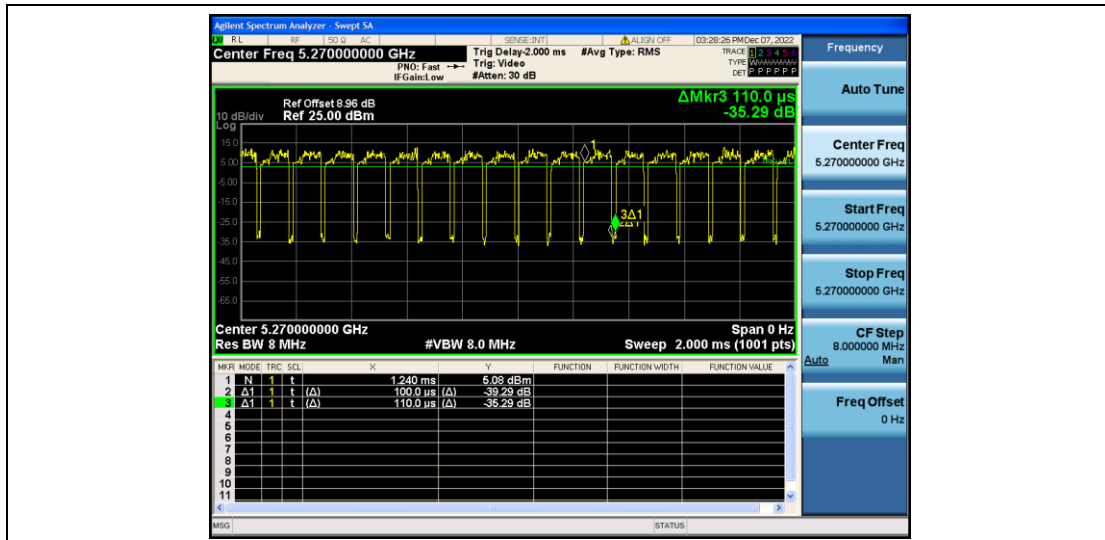 Agilent Spectrum Analyzer - Swept SA
RL RF 50 Ω AC SENSE:INT ALIGN OFF 03:28:26 PM Dec 07, 2022
Center Freq 5.270000000 GHz
PNO: Fast
IFGain:Low
Trig Delay-2.000 ms
Trig: Video
#Atten: 30 dB
#Avg Type: RMS
TRACE 1 2 3 4 5 6
TYPE WWWWWW
DET P P P P P P
Ref Offset 8.96 dB
10 dB/div Ref 25.00 dBm
Log
ΔMkr3 110.0 µs
-35.29 dB
15.0
5.00
-5.00
-15.0
-25.0
-35.0
-45.0
-55.0
-65.0
1
3Δ1
2Δ1
Center 5.270000000 GHz Span 0 Hz
Res BW 8 MHz #VBW 8.0 MHz Sweep 2.000 ms (1001 pts)
MKR MODE TRC SCL X Y FUNCTION FUNCTION WIDTH FUNCTION VALUE
1 N 1 t 1.240 ms 5.08 dBm
2 Δ1 1 t (Δ) 100.0 µs (Δ) -39.29 dB
3 Δ1 1 t (Δ) 110.0 µs (Δ) -35.29 dB
4
5
6
7
8
9
10
11
MSG STATUS
Frequency
Auto Tune
Center Freq
5.270000000 GHz
Start Freq
5.270000000 GHz
Stop Freq
5.270000000 GHz
CF Step
8.000000 MHz
Auto Man
Freq Offset
0 Hz